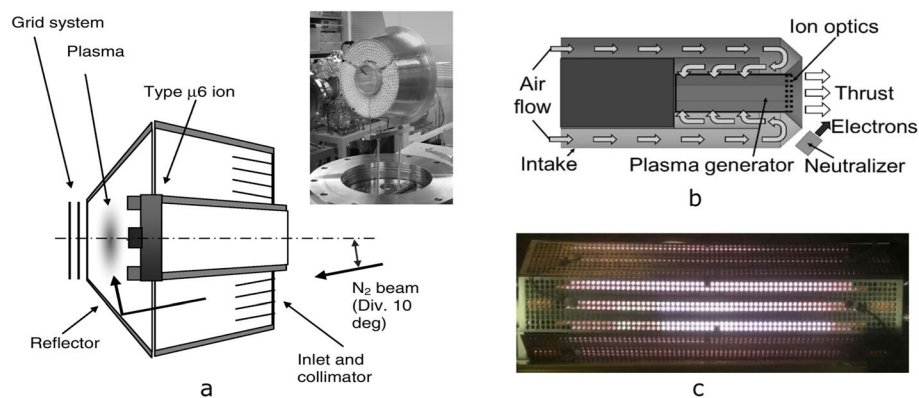 Grid system
Plasma
Type μ6 ion
N₂ beam
(Div. 10
deg)
Reflector
Inlet and
collimator
a
Ion optics
Air
flow
Thrust
Electrons
Intake
Plasma generator
Neutralizer
b
c